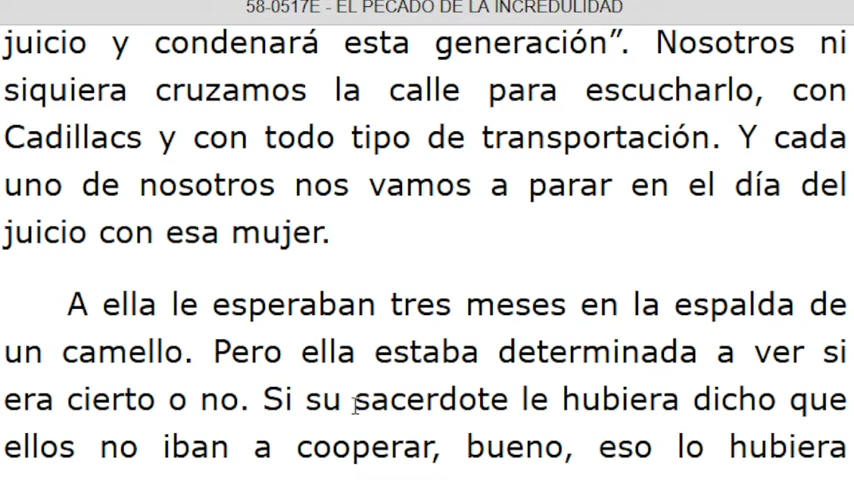 58-0517E - EL PECADO DE LA INCREDULIDAD
juicio y condenará esta generación”. Nosotros ni
siquiera cruzamos la calle para escucharlo, con
Cadillacs y con todo tipo de transportación. Y cada
uno de nosotros nos vamos a parar en el día del
juicio con esa mujer.
A ella le esperaban tres meses en la espalda de
un camello. Pero ella estaba determinada a ver si
era cierto o no. Si su sacerdote le hubiera dicho que
ellos no iban a cooperar, bueno, eso lo hubiera